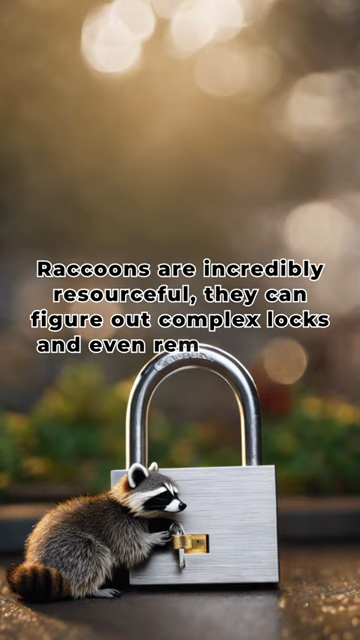 Raccoons are incredibly
resourceful, they can
figure out complex locks
and even rem